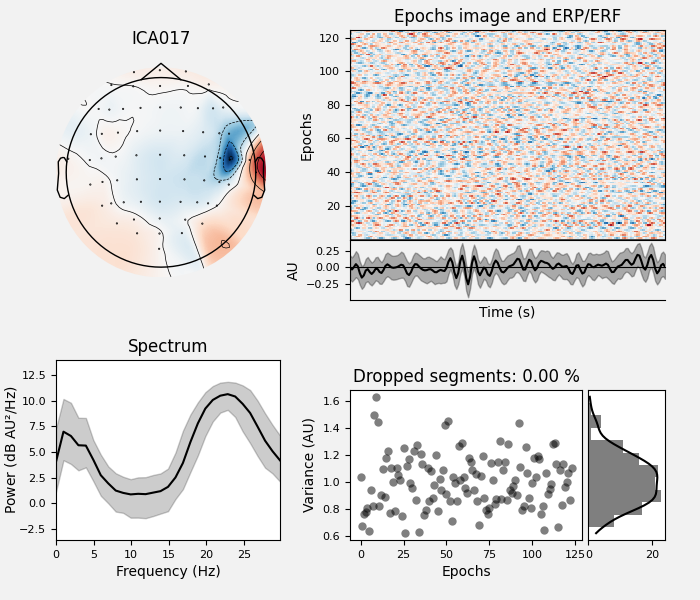 ICA017
Epochs image and ERP/ERF
120
100
80
60
40
20
Epochs
0.25
0.00
−0.25
AU
Time (s)
Spectrum
12.5
10.0
7.5
5.0
2.5
0.0
−2.5
Power (dB AU²/Hz)
0 5 10 15 20 25
Frequency (Hz)
Dropped segments: 0.00 %
1.6
1.4
1.2
1.0
0.8
0.6
Variance (AU)
0 25 50 75 100 125
Epochs
0 20